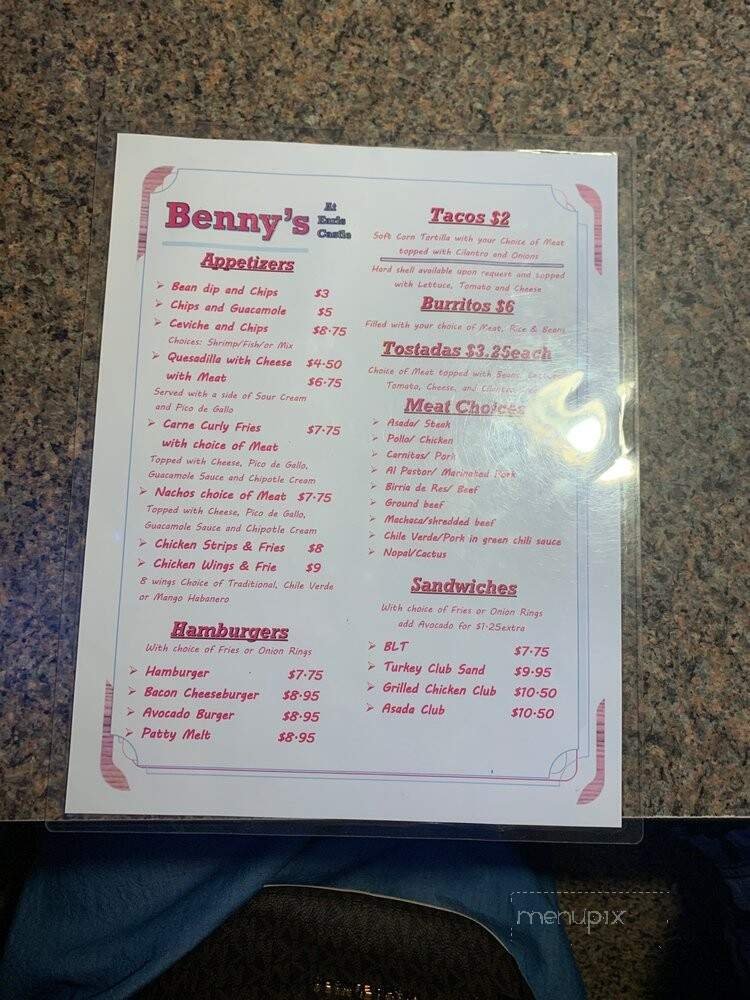 Benny's
At
Earls
Castle
Appetizers
➢ Bean dip and Chips $3
➢ Chips and Guacamole $5
➢ Ceviche and Chips $8.75
Choices: Shrimp/Fish/or Mix
➢ Quesadilla with Cheese $4.50
with Meat $6.75
Served with a side of Sour Cream
and Pico de Gallo
➢ Carne Curly Fries $7.75
with choice of Meat
Topped with Cheese, Pico de Gallo,
Guacamole Sauce and Chipotle Cream
➢ Nachos choice of Meat $7.75
Topped with Cheese, Pico de Gallo,
Guacamole Sauce and Chipotle Cream
➢ Chicken Strips & Fries $8
➢ Chicken Wings & Frie $9
8 wings Choice of Traditional, Chile Verde
or Mango Habanero
Hamburgers
With choice of Fries or Onion Rings
➢ Hamburger $7.75
➢ Bacon Cheeseburger $8.95
➢ Avocado Burger $8.95
➢ Patty Melt $8.95
Tacos $2
Soft Corn Tortilla with your Choice of Meat
topped with Cilantro and Onions
Hard shell available upon request and topped
with Lettuce, Tomato and Cheese
Burritos $6
Filled with your choice of Meat, Rice & Beans
Tostadas $3.25each
Choice of Meat topped with Beans,
Tomato, Cheese, and Cilantro
Meat Choices
➢ Asada/ Steak
➢ Pollo/ Chicken
➢ Carnitas/ Pork
➢ Al Pastor/ Marinated Pork
➢ Birria de Res/ Beef
➢ Ground beef
➢ Machaca/shredded beef
➢ Chile Verde/Pork in green chili sauce
➢ Nopal/Cactus
Sandwiches
With choice of Fries or Onion Rings
add Avocado for $1.25extra
➢ BLT $7.75
➢ Turkey Club Sand $9.95
➢ Grilled Chicken Club $10.50
➢ Asada Club $10.50
menupix